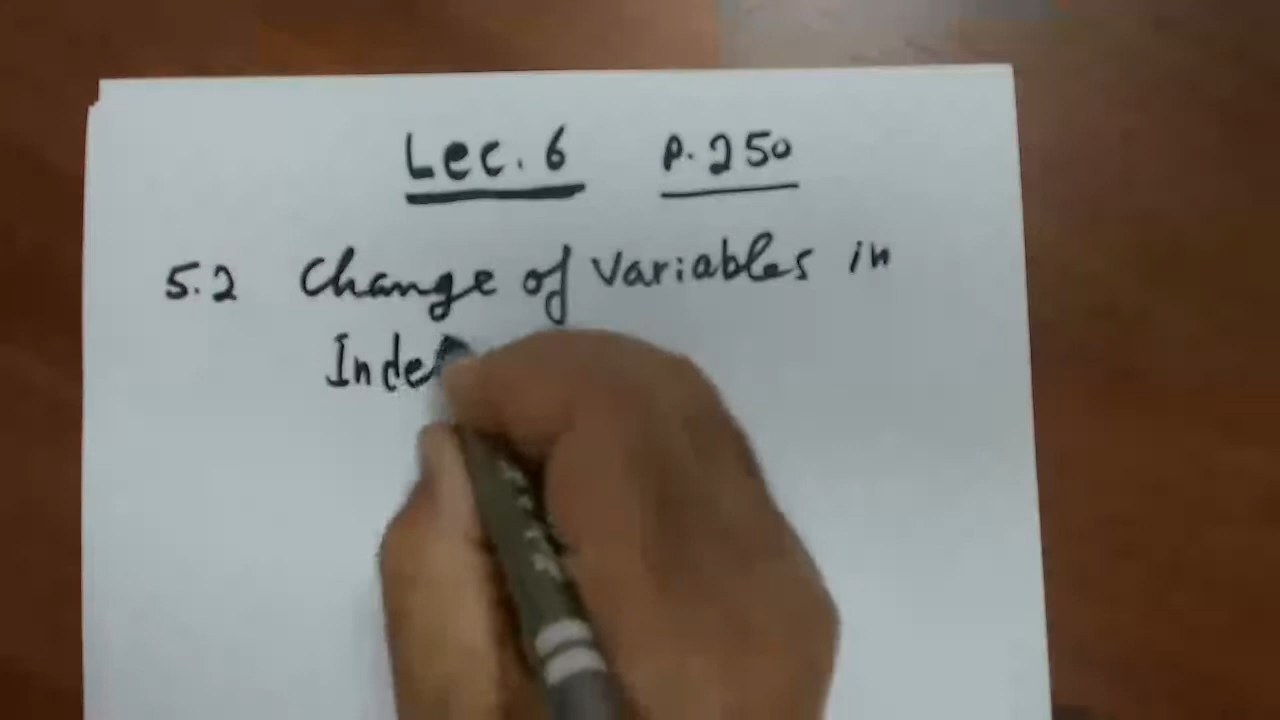 Lec. 6 P. 250
5.2 Change of Variables in
Inde